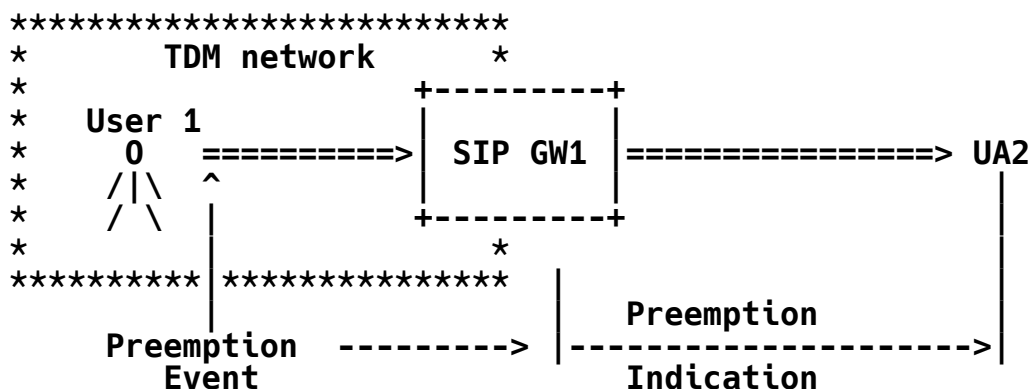 **************************
*       TDM network      *
*                    +---------+
*   User 1           |         |
*     O   ==========>| SIP GW1 |================> UA2
*    /|\  ^          |         |                   |
*    / \  |          +---------+                   |
*         |              *                         |
**********|***************  |                      |
          |                 |  Preemption          |
     Preemption  ---------> |--------------------->|
        Event                  Indication